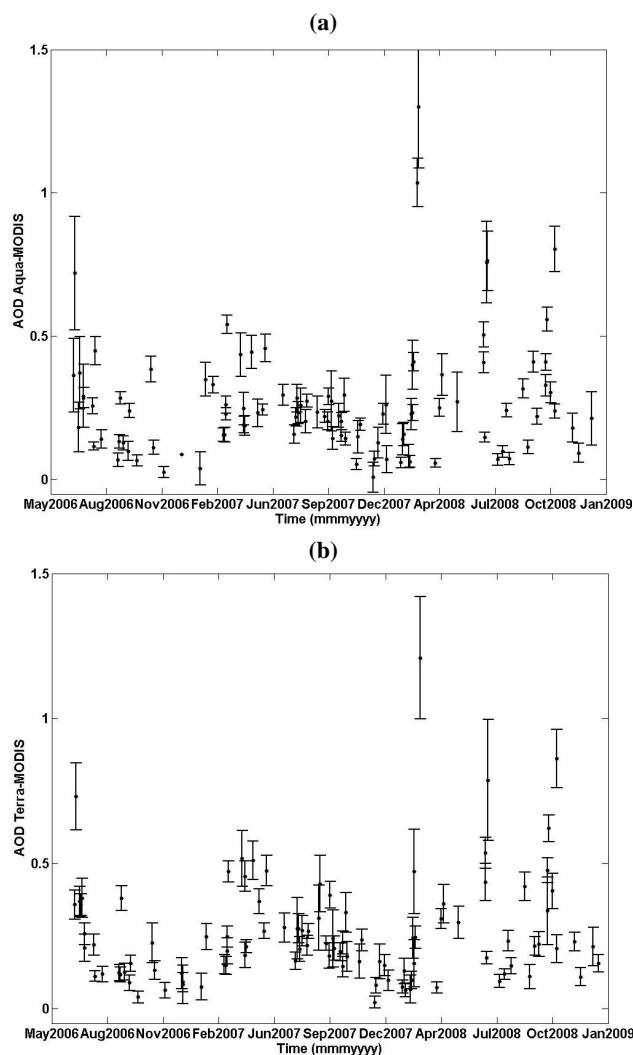 (a)
1.5
1
0.5
0
AOD Aqua-MODIS
May2006 Aug2006 Nov2006 Feb2007 Jun2007 Sep2007 Dec2007 Apr2008 Jul2008 Oct2008 Jan2009
Time (mmmyyyy)
(b)
1.5
1
0.5
0
AOD Terra-MODIS
May2006 Aug2006 Nov2006 Feb2007 Jun2007 Sep2007 Dec2007 Apr2008 Jul2008 Oct2008 Jan2009
Time (mmmyyyy)